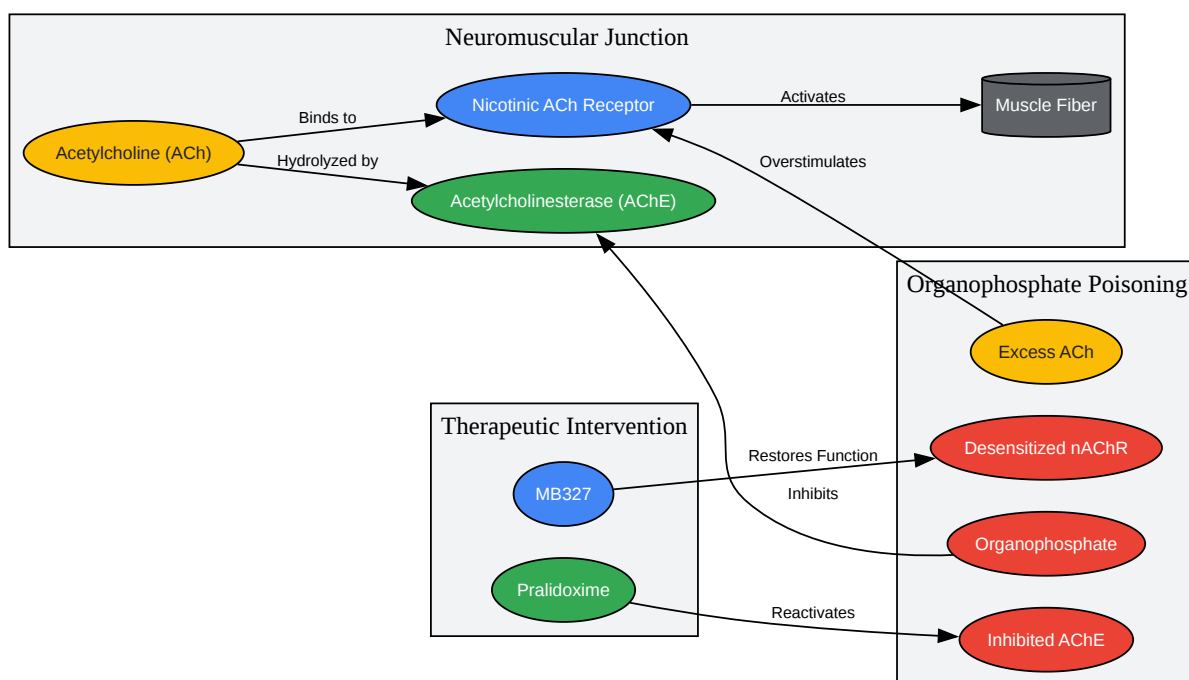 Neuromuscular Junction
Acetylcholine (ACh)
Binds to
Hydrolyzed by
Nicotinic ACh Receptor
Acetylcholinesterase (AChE)
Activates
Muscle Fiber
Overstimulates
Organophosphate Poisoning
Excess ACh
Desensitized nAChR
Organophosphate
Inhibited AChE
Therapeutic Intervention
MB327
Pralidoxime
Restores Function
Inhibits
Reactivates